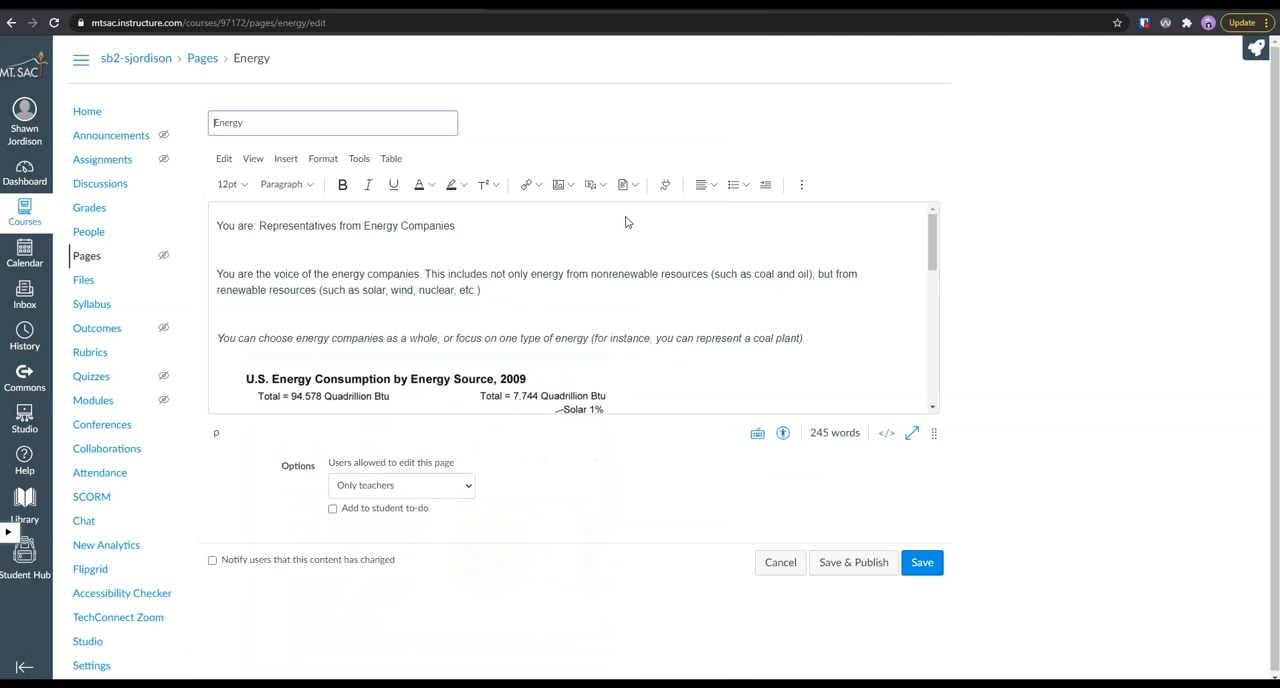 mtsac.instructure.com/courses/97172/pages/energy/edit
Update
MT. SAC
sb2-sjordison › Pages › Energy
Shawn
Jordison
Dashboard
Courses
Calendar
Inbox
History
Commons
Studio
Help
Library
Student Hub
Home
Announcements
Assignments
Discussions
Grades
People
Pages
Files
Syllabus
Outcomes
Rubrics
Quizzes
Modules
Conferences
Collaborations
Attendance
SCORM
Chat
New Analytics
Flipgrid
Accessibility Checker
TechConnect Zoom
Studio
Settings
Energy
Edit View Insert Format Tools Table
12pt Paragraph B I U A T²
You are: Representatives from Energy Companies
You are the voice of the energy companies. This includes not only energy from nonrenewable resources (such as coal and oil), but from
renewable resources (such as solar, wind, nuclear, etc.)
You can choose energy companies as a whole, or focus on one type of energy (for instance, you can represent a coal plant).
U.S. Energy Consumption by Energy Source, 2009
Total = 94.578 Quadrillion Btu Total = 7.744 Quadrillion Btu
Solar 1%
p 245 words </>
Options Users allowed to edit this page
Only teachers
Add to student to-do
Notify users that this content has changed
Cancel Save & Publish Save